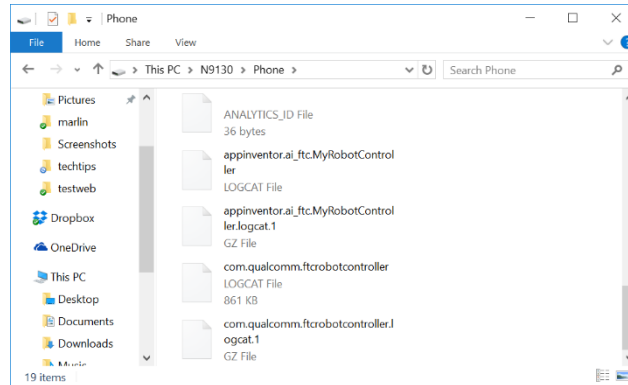 Phone
File Home Share View
This PC > N9130 > Phone >
Search Phone
Pictures
marlin
Screenshots
techtips
testweb
Dropbox
OneDrive
This PC
Desktop
Documents
Downloads
ANALYTICS_ID File
36 bytes
appinventor.ai_ftc.MyRobotControl
ler
LOGCAT File
appinventor.ai_ftc.MyRobotControl
ler.logcat.1
GZ File
com.qualcomm.ftcrobotcontroller
LOGCAT File
861 KB
com.qualcomm.ftcrobotcontroller.l
ogcat.1
GZ File
19 items